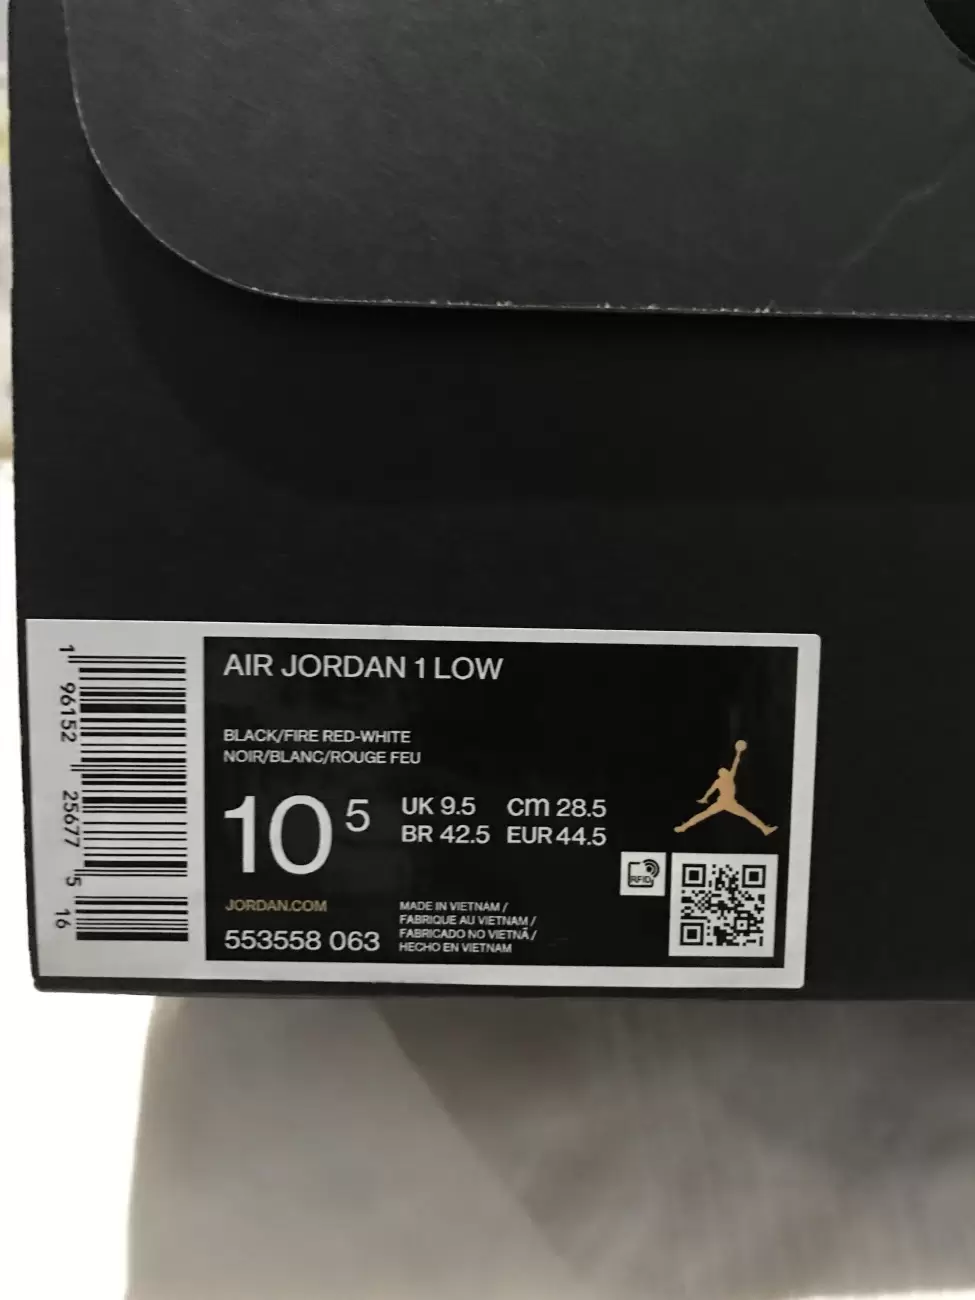 AIR JORDAN 1 LOW
BLACK/FIRE RED-WHITE
NOIR/BLANC/ROUGE FEU
10 5
UK 9.5 cm 28.5
BR 42.5 EUR 44.5
RFID
JORDAN.COM
553558 063
MADE IN VIETNAM /
FABRIQUE AU VIETNAM /
FABRICADO NO VIETNÃ /
HECHO EN VIETNAM
1 96152 25677 5 16